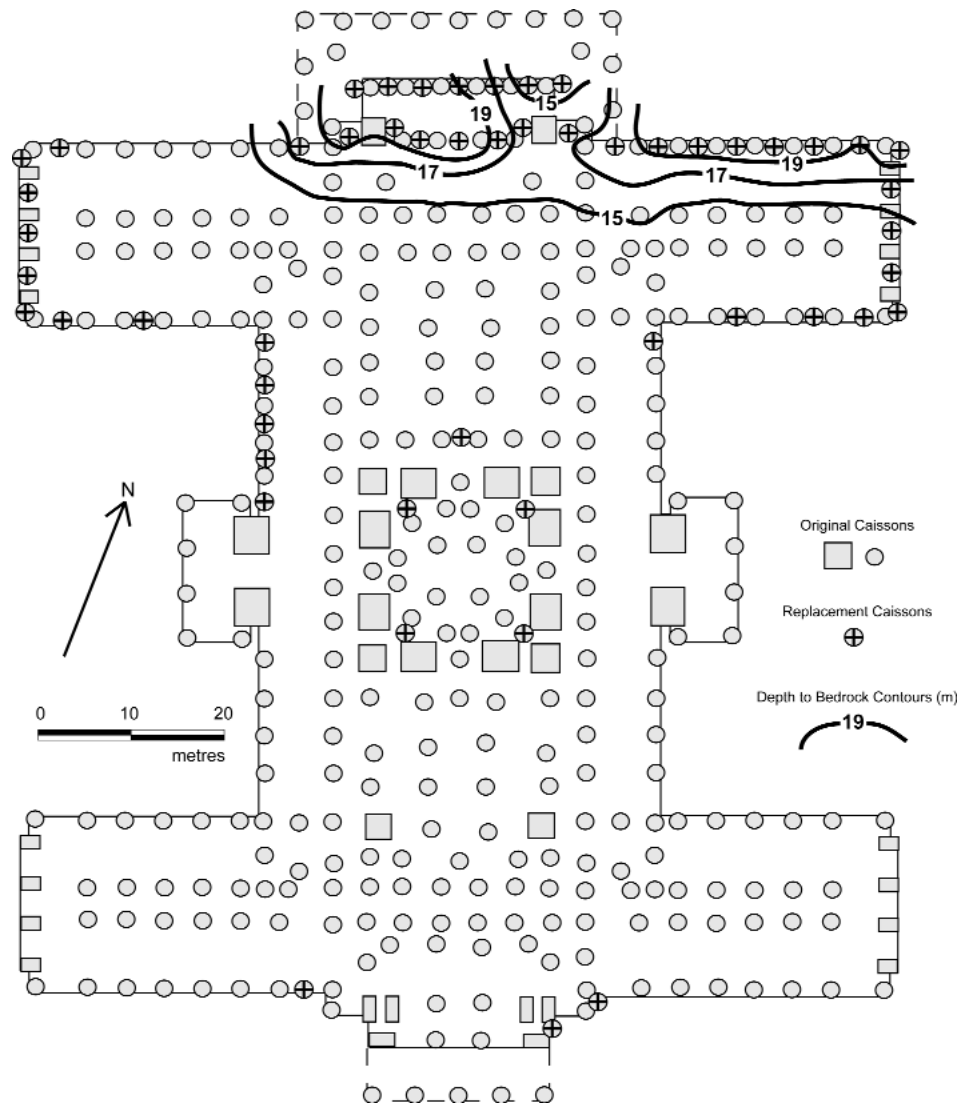 19
15
17
19
17
15
N
Original Caissons
Replacement Caissons
Depth to Bedrock Contours (m)
19
0 10 20
metres